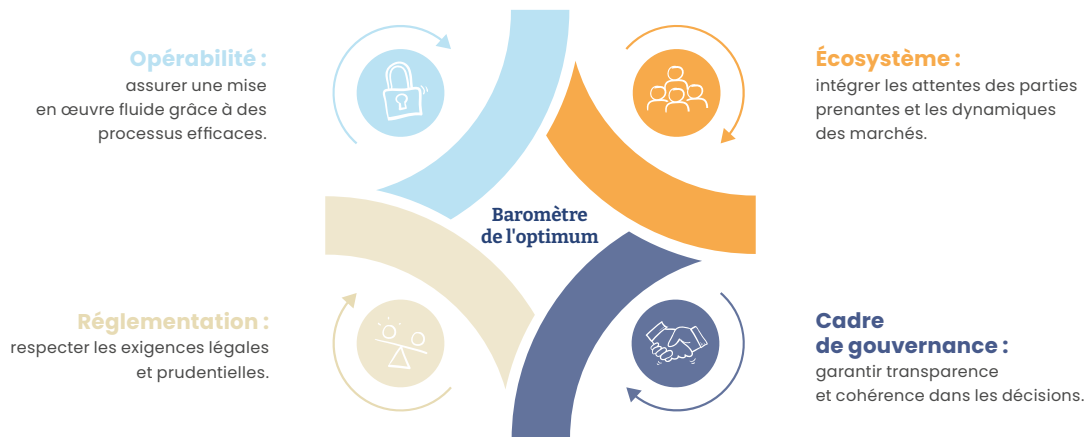 Opérabilité :
assurer une mise
en œuvre fluide grâce à des
processus efficaces.
Écosystème :
intégrer les attentes des parties
prenantes et les dynamiques
des marchés.
Baromètre
de l'optimum
Réglementation :
respecter les exigences légales
et prudentielles.
Cadre
de gouvernance :
garantir transparence
et cohérence dans les décisions.